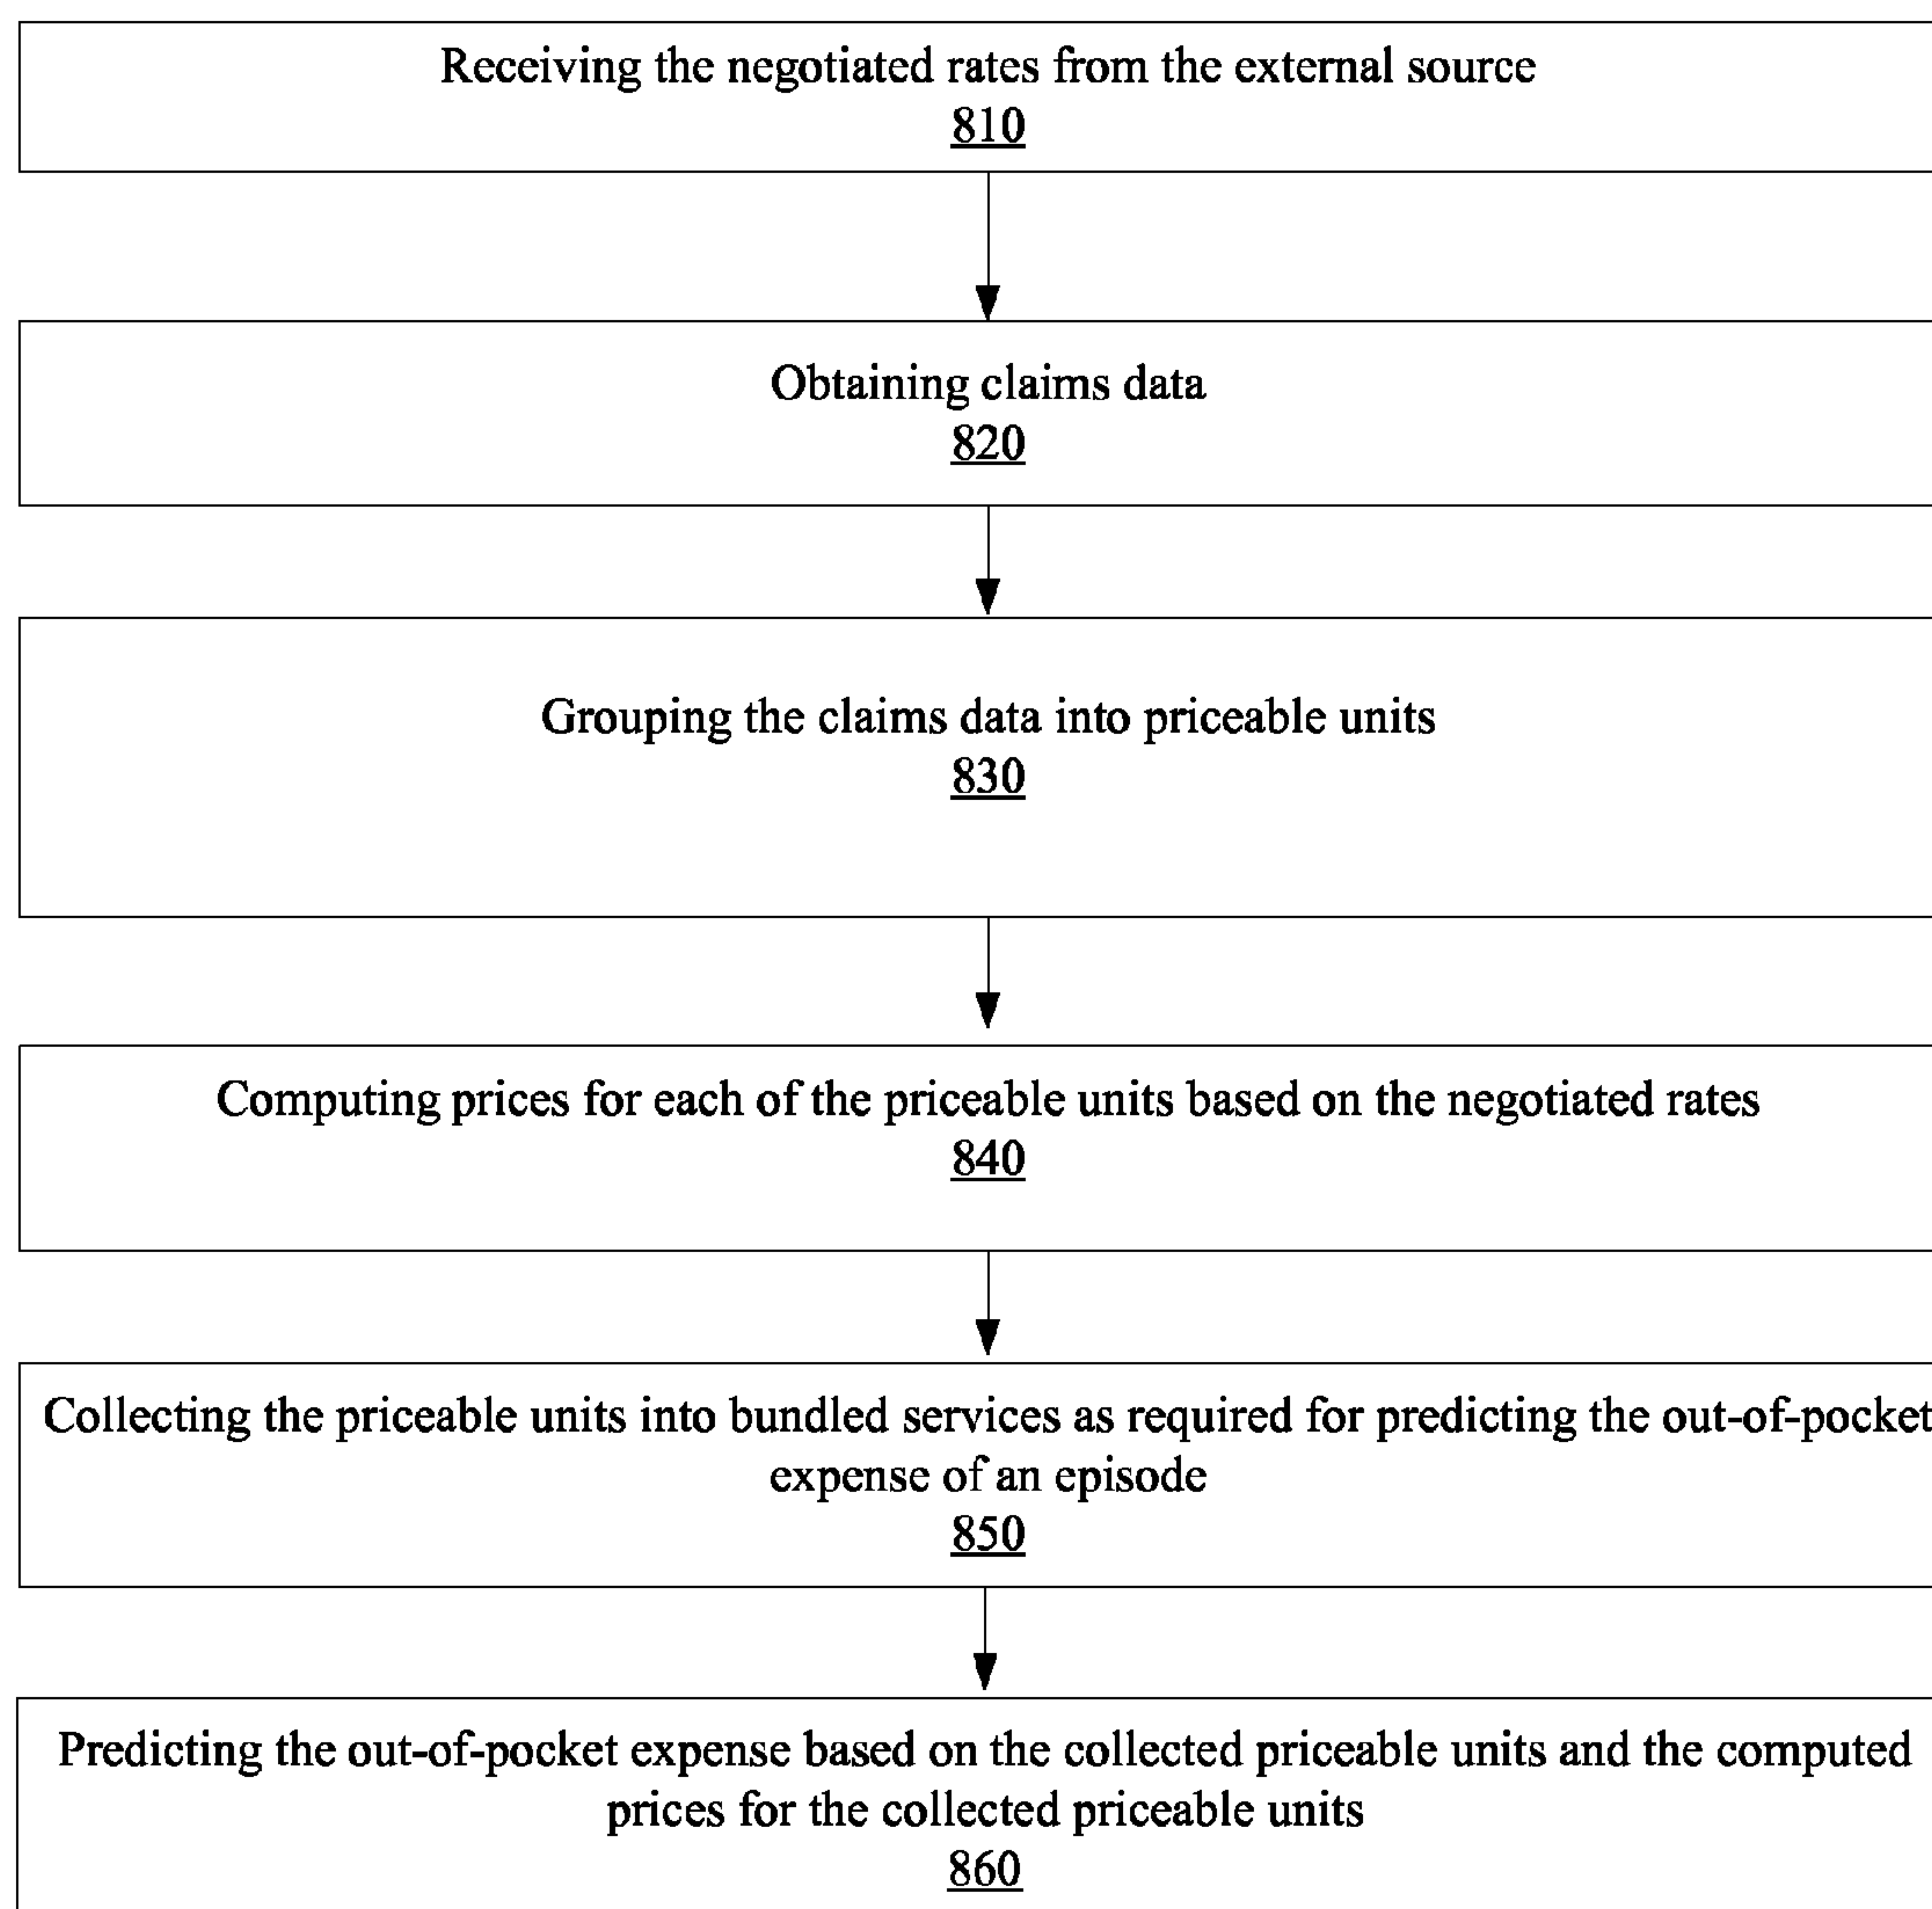 Receiving the negotiated rates from the external source
810
Obtaining claims data
820
Grouping the claims data into priceable units
830
Computing prices for each of the priceable units based on the negotiated rates
840
Collecting the priceable units into bundled services as required for predicting the out-of-pocket
expense of an episode
850
Predicting the out-of-pocket expense based on the collected priceable units and the computed
prices for the collected priceable units
860